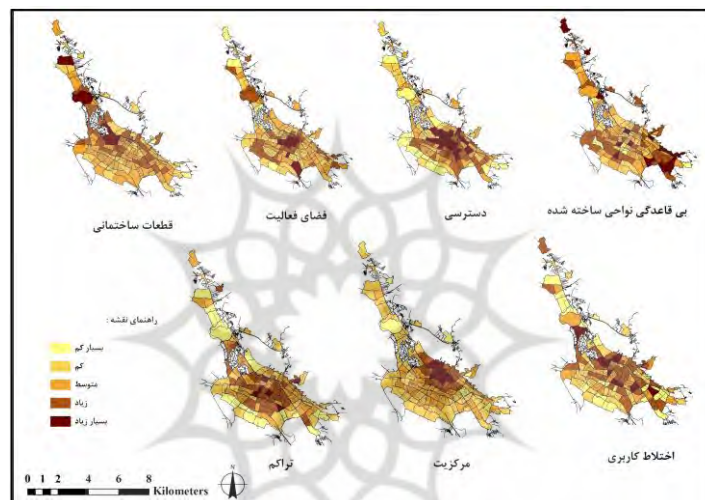 بی قاعدگی نواحی ساخته شده
دسترسی
فضای فعالیت
قطعات ساختمانی
راهنمای نقشه :
بسیار کم
کم
متوسط
زیاد
بسیار زیاد
اختلاط کاربری
مرکزیت
تراکم
0 1 2 4 6 8
Kilometers
N